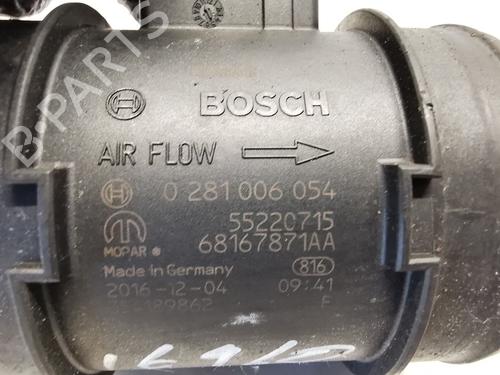 BOSCH
AIR FLOW
0 281 006 054
55220715
MOPAR ® 68167871AA
Made in Germany 816
2016-12-04 09:41
F
B-PARTS